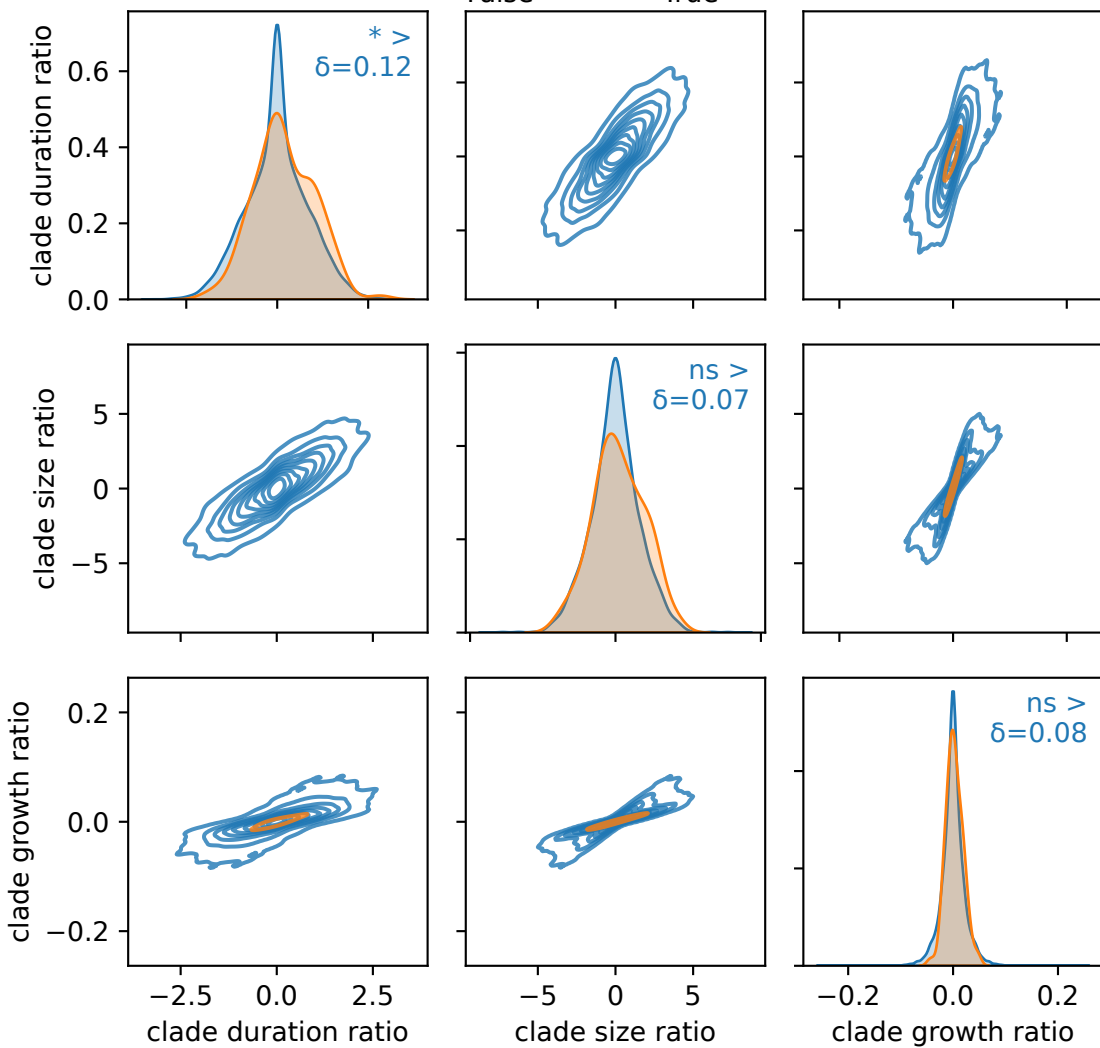 * >
δ=0.12
clade duration ratio
0.6
0.4
0.2
0.0
ns >
δ=0.07
clade size ratio
5
0
−5
ns >
δ=0.08
clade growth ratio
0.2
0.0
−0.2
−2.5 0.0 2.5
−5 0 5
−0.2 0.0 0.2
clade duration ratio
clade size ratio
clade growth ratio